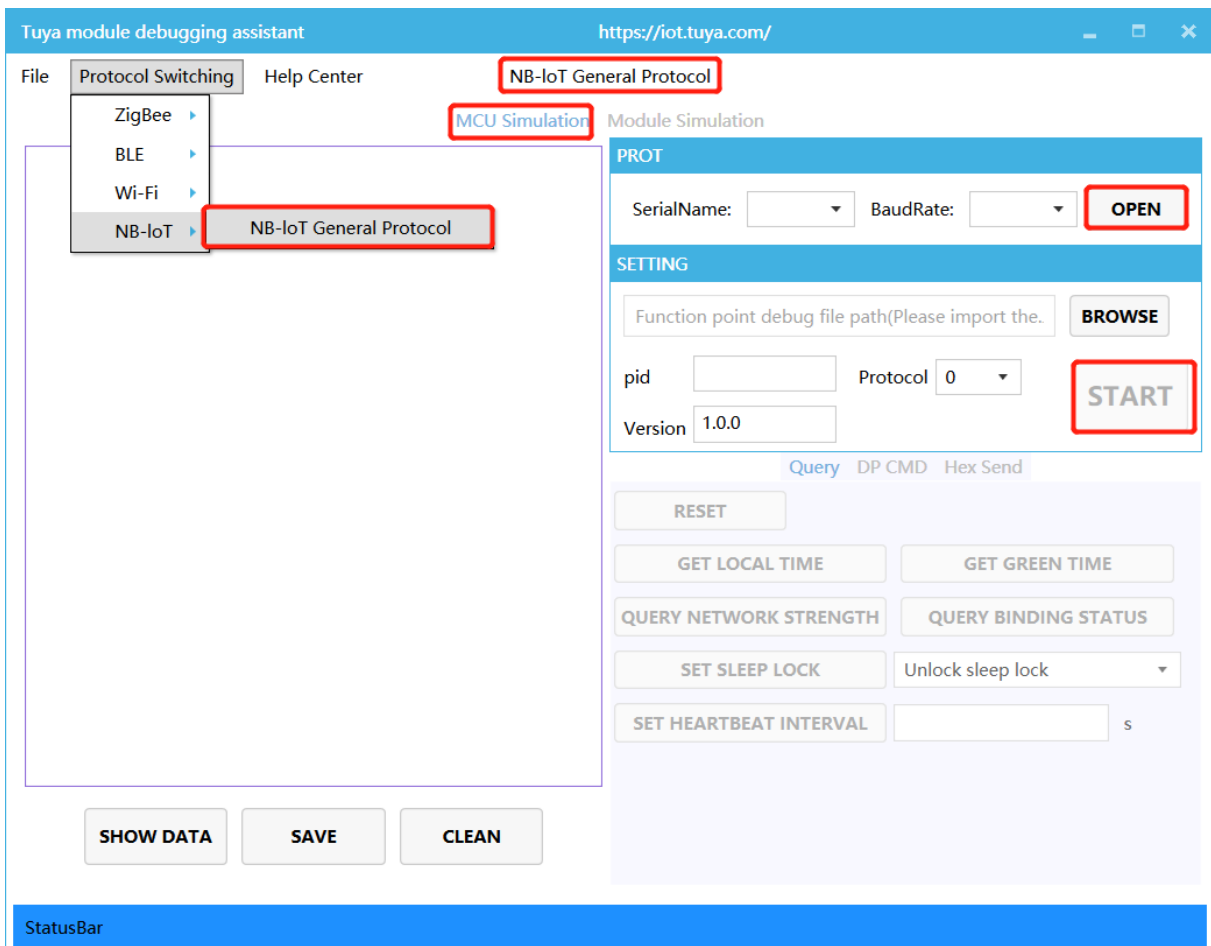 Tuya module debugging assistant https://iot.tuya.com/
File Protocol Switching Help Center NB-loT General Protocol
ZigBee
BLE
Wi-Fi
NB-loT NB-loT General Protocol
MCU Simulation Module Simulation
PROT
SerialName: BaudRate: OPEN
SETTING
Function point debug file path(Please import the. BROWSE
pid Protocol 0
START
Version 1.0.0
Query DP CMD Hex Send
RESET
GET LOCAL TIME GET GREEN TIME
QUERY NETWORK STRENGTH QUERY BINDING STATUS
SET SLEEP LOCK Unlock sleep lock
SET HEARTBEAT INTERVAL s
SHOW DATA SAVE CLEAN
StatusBar